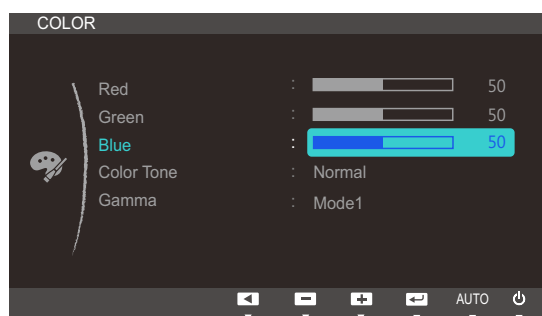 COLOR
Red : 50
Green : 50
Blue : 50
Color Tone : Normal
Gamma : Mode1
AUTO